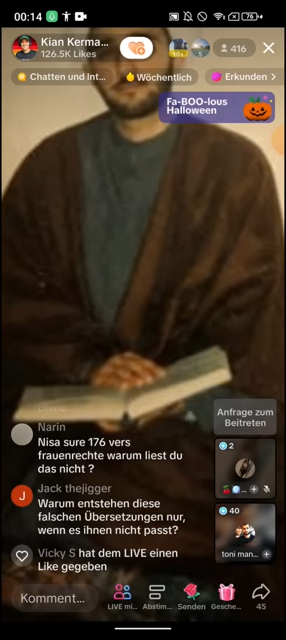 00:14
76
Kian Kerma...
126.5K Likes
416
Chatten und Int...
Wöchentlich
Erkunden
Fa-BOO-lous
Halloween
Anfrage zum
Beitreten
Narin
Nisa sure 176 vers
frauenrechte warum liest du
das nicht ?
2
Jack thejigger
Warum entstehen diese
falschen Übersetzungen nur,
wenn es ihnen nicht passt?
40
toni man...
Vicky S hat dem LIVE einen
Like gegeben
Komment...
LIVE mi...
Abstim...
Senden
Gesche...
45